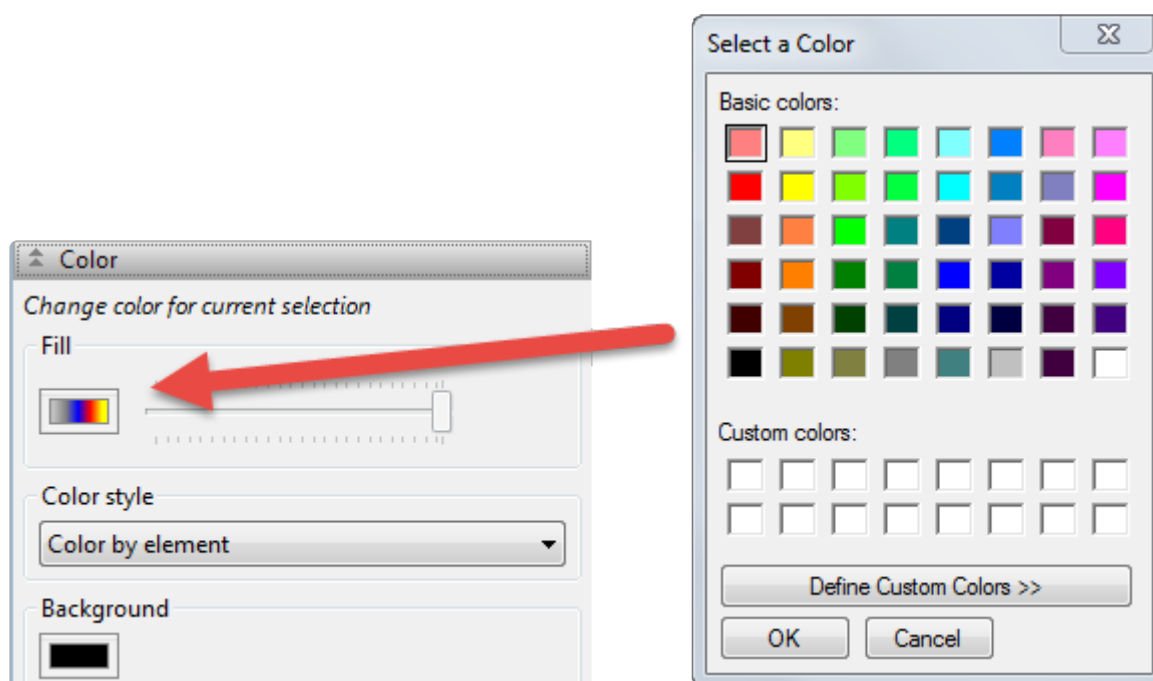 Select a Color
Basic colors:
Color
Change color for current selection
Fill
Custom colors:
Color style
Color by element
Define Custom Colors >>
Background
OK
Cancel